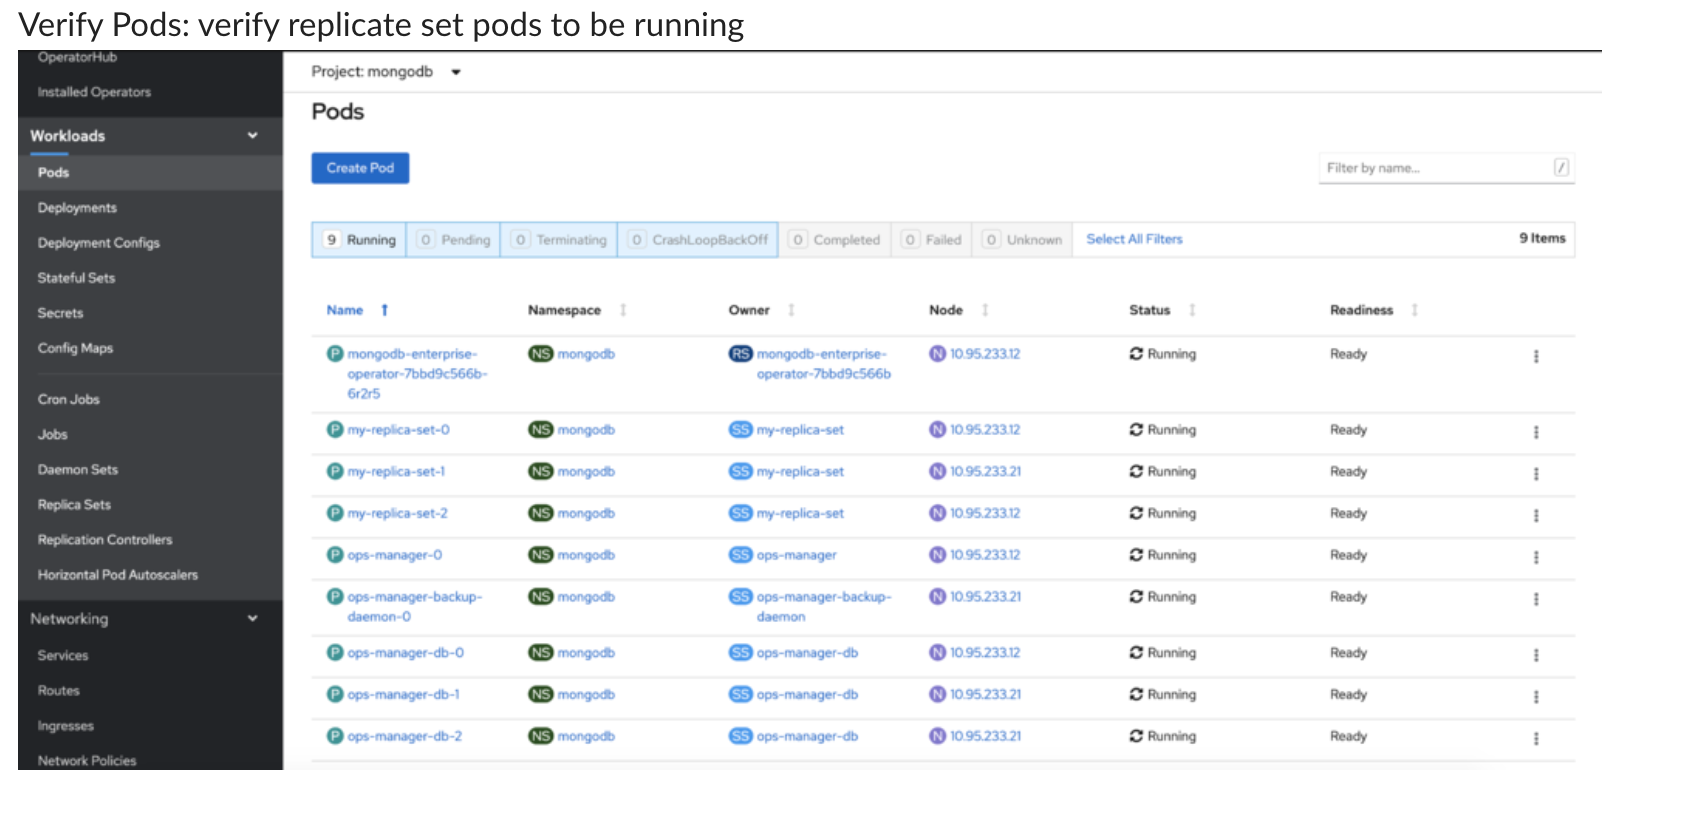 Verify Pods: verify replicate set pods to be running
OperatorHub
Installed Operators
Workloads
Pods
Deployments
Deployment Configs
Stateful Sets
Secrets
Config Maps
Cron Jobs
Jobs
Daemon Sets
Replica Sets
Replication Controllers
Horizontal Pod Autoscalers
Networking
Services
Routes
Ingresses
Network Policies
Project: mongodb
Pods
Create Pod
Filter by name... /
9 Running 0 Pending 0 Terminating 0 CrashLoopBackOff 0 Completed 0 Failed 0 Unknown Select All Filters 9 Items
Name Namespace Owner Node Status Readiness
P mongodb-enterprise- NS mongodb RS mongodb-enterprise- N 10.95.233.12 Running Ready
operator-7bbd9c566b- operator-7bbd9c566b
6r2r5
P my-replica-set-0 NS mongodb SS my-replica-set N 10.95.233.12 Running Ready
P my-replica-set-1 NS mongodb SS my-replica-set N 10.95.233.21 Running Ready
P my-replica-set-2 NS mongodb SS my-replica-set N 10.95.233.12 Running Ready
P ops-manager-0 NS mongodb SS ops-manager N 10.95.233.12 Running Ready
P ops-manager-backup- NS mongodb SS ops-manager-backup- N 10.95.233.21 Running Ready
daemon-0 daemon
P ops-manager-db-0 NS mongodb SS ops-manager-db N 10.95.233.12 Running Ready
P ops-manager-db-1 NS mongodb SS ops-manager-db N 10.95.233.21 Running Ready
P ops-manager-db-2 NS mongodb SS ops-manager-db N 10.95.233.21 Running Ready